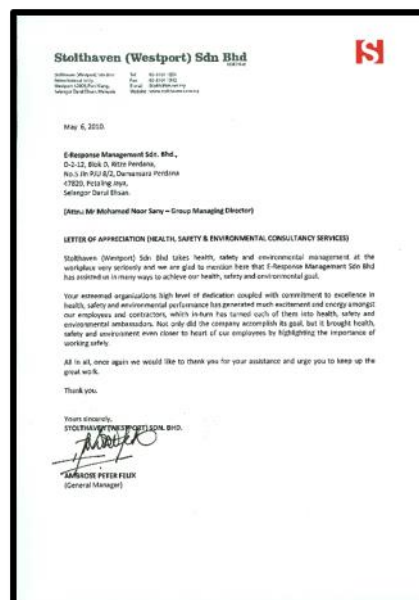 Stolthaven (Westport) Sdn Bhd
May 6, 2010.
E-Response Management Sdn. Bhd.,
D-2-12, Blok D, Ritze Perdana,
No.5 Jln PJU 8/2, Damansara Perdana
47820, Petaling Jaya,
Selangor Darul Ehsan.
(Attn: Mr Mohamed Noor Sany – Group Managing Director)
LETTER OF APPRECIATION (HEALTH, SAFETY & ENVIRONMENTAL CONSULTANCY SERVICES)
Stolthaven (Westport) Sdn Bhd takes health, safety and environmental management at the
workplace very seriously and we are glad to mention here that E-Response Management Sdn Bhd
has assisted us in many ways to achieve our health, safety and environmental goal.
Your esteemed organizations high level of dedication coupled with commitment to excellence in
health, safety and environmental performance has generated much excitement and energy amongst
our employees and contractors, which in-turn has turned each of them into health, safety and
environmental ambassadors. Not only did the company accomplish its goal, but it brought health,
safety and environment even closer to heart of our employees by highlighting the importance of
working safely.
All in all, once again we would like to thank you for your assistance and urge you to keep up the
great work.
Thank you.
Yours sincerely,
STOLTHAVEN (WESTPORT) SDN. BHD.
AMBROSE PETER FELIX
(General Manager)